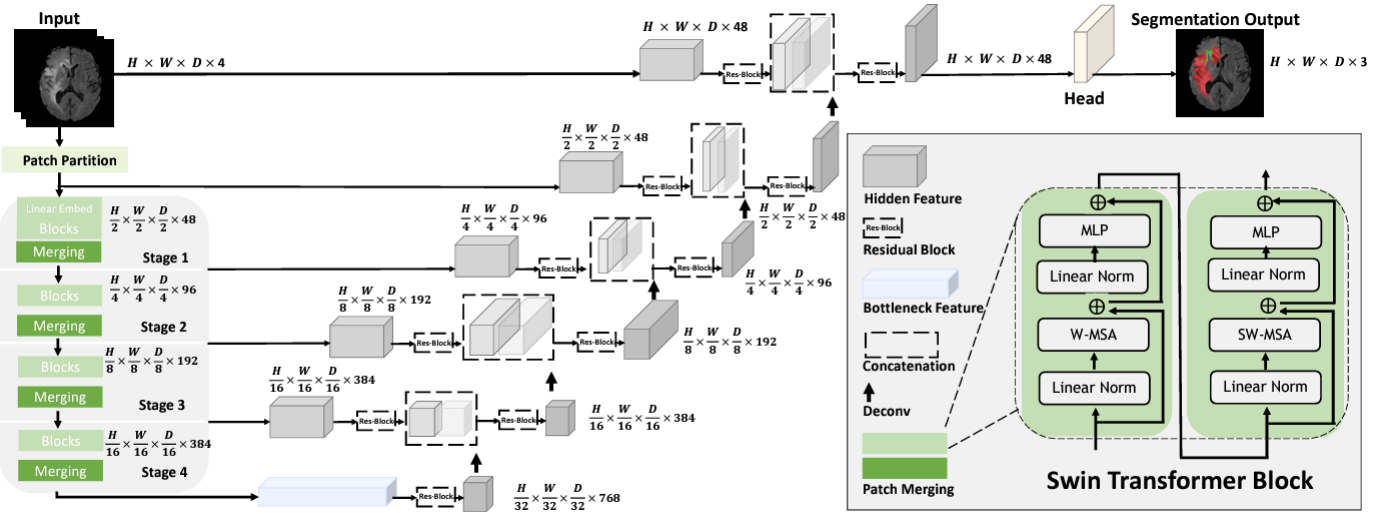 Input
Segmentation Output
H × W × D × 48
H × W × D × 4
Res-Block
Res-Block
H × W × D × 48
H × W × D × 3
Head
Patch Partition
H/2 × W/2 × D/2 × 48
Res-Block
Res-Block
H/2 × W/2 × D/2 × 48
Linear Embed
Blocks
H/2 × W/2 × D/2 × 48
Merging
Stage 1
H/4 × W/4 × D/4 × 96
Res-Block
Res-Block
H/4 × W/4 × D/4 × 96
Blocks
H/4 × W/4 × D/4 × 96
Merging
Stage 2
H/8 × W/8 × D/8 × 192
Res-Block
Res-Block
H/8 × W/8 × D/8 × 192
Blocks
H/8 × W/8 × D/8 × 192
Merging
Stage 3
H/16 × W/16 × D/16 × 384
Res-Block
Res-Block
H/16 × W/16 × D/16 × 384
Blocks
H/16 × W/16 × D/16 × 384
Merging
Stage 4
Res-Block
H/32 × W/32 × D/32 × 768
Hidden Feature
Res-Block
Residual Block
Bottleneck Feature
Concatenation
Deconv
Patch Merging
MLP
Linear Norm
W-MSA
Linear Norm
MLP
Linear Norm
SW-MSA
Linear Norm
Swin Transformer Block